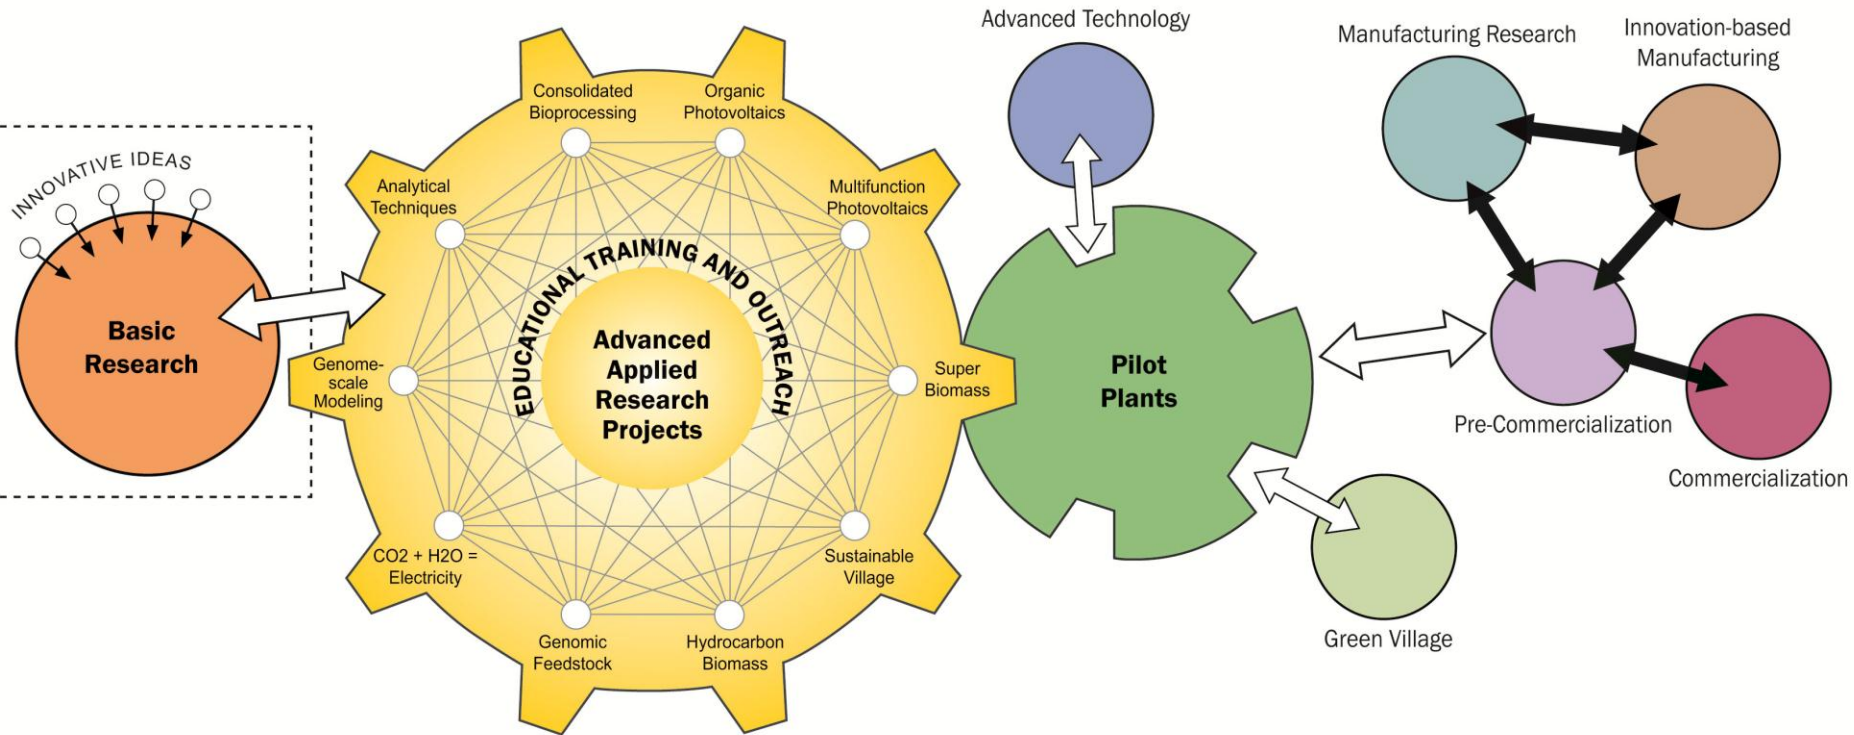 INNOVATIVE IDEAS
Basic
Research
Consolidated
Bioprocessing
Organic
Photovoltaics
Analytical
Techniques
Multifunction
Photovoltaics
Genome-
scale
Modeling
EDUCATIONAL TRAINING AND OUTREACH
Advanced
Applied
Research
Projects
Super
Biomass
CO2 + H2O =
Electricity
Sustainable
Village
Genomic
Feedstock
Hydrocarbon
Biomass
Advanced Technology
Pilot
Plants
Green Village
Manufacturing Research
Innovation-based
Manufacturing
Pre-Commercialization
Commercialization